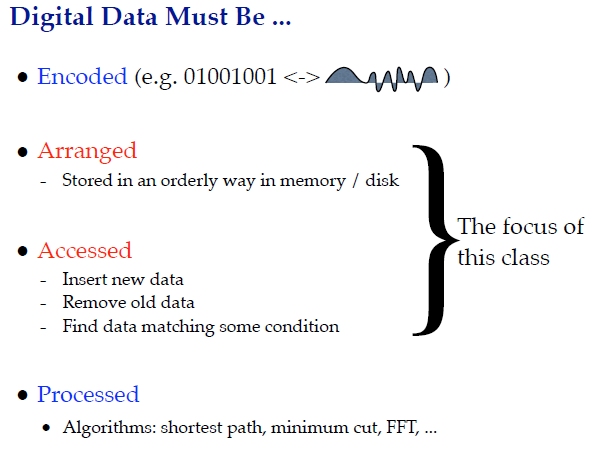 Digital Data Must Be ...
● Encoded (e.g. 01001001 <-> )
● Arranged
- Stored in an orderly way in memory / disk
● Accessed
- Insert new data
- Remove old data
- Find data matching some condition
The focus of
this class
● Processed
● Algorithms: shortest path, minimum cut, FFT, ...